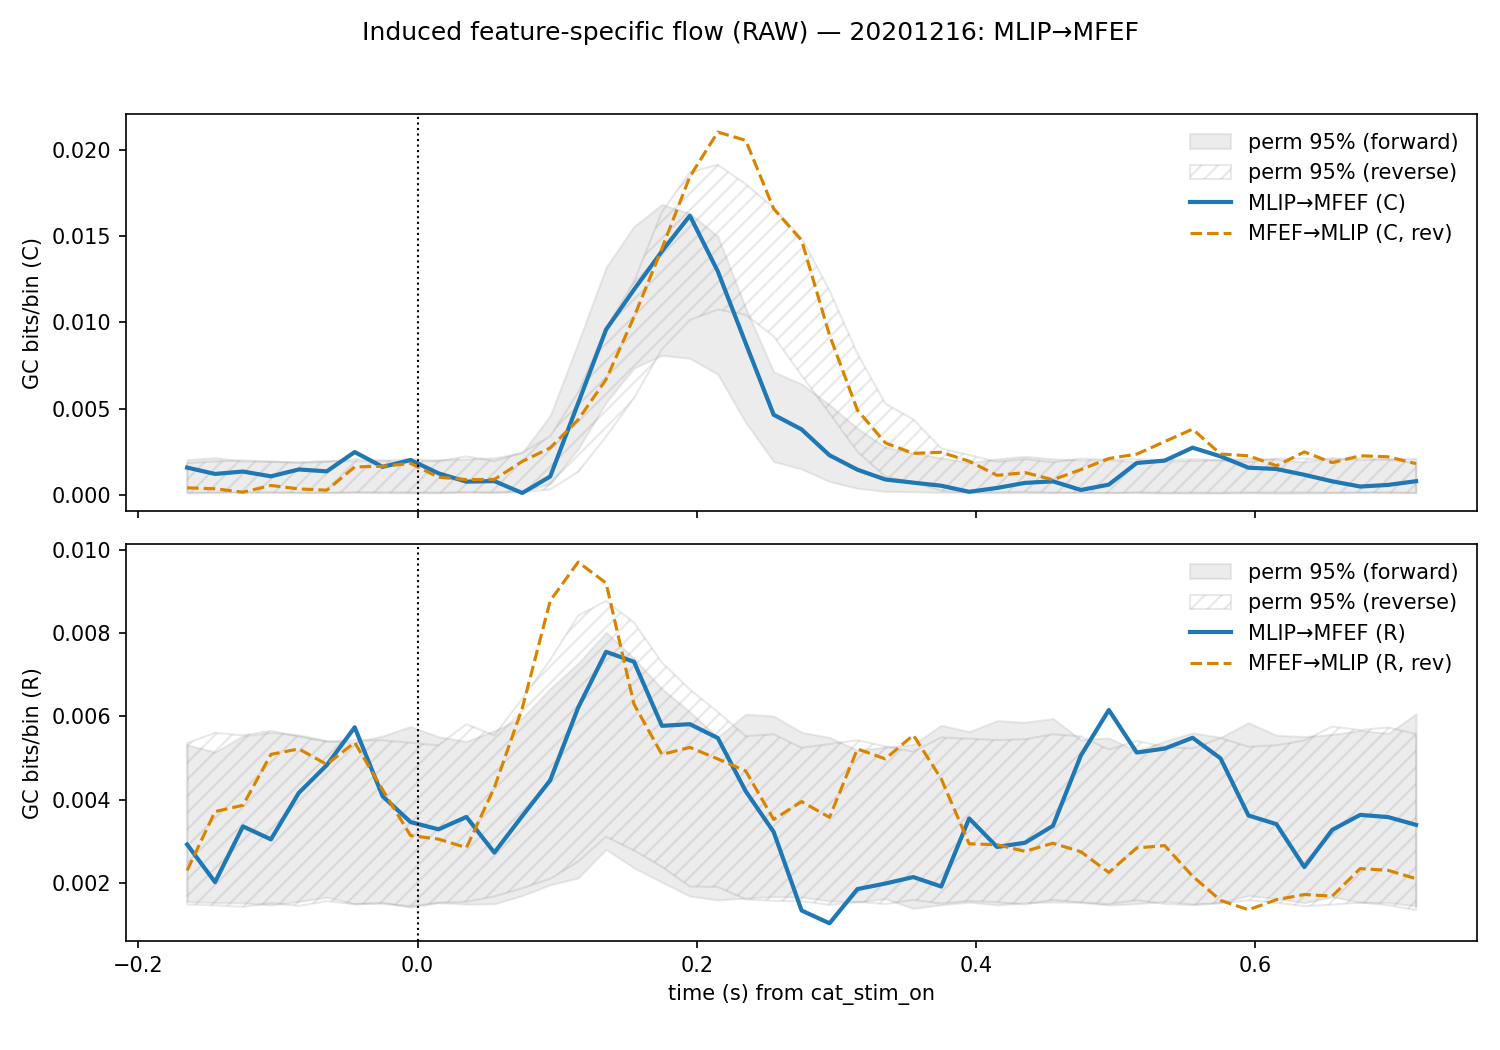 Induced feature-specific flow (RAW) — 20201216: MLIP→MFEF
GC bits/bin (C)
0.020
0.015
0.010
0.005
0.000
perm 95% (forward)
perm 95% (reverse)
MLIP→MFEF (C)
MFEF→MLIP (C, rev)
GC bits/bin (R)
0.010
0.008
0.006
0.004
0.002
perm 95% (forward)
perm 95% (reverse)
MLIP→MFEF (R)
MFEF→MLIP (R, rev)
−0.2 0.0 0.2 0.4 0.6
time (s) from cat_stim_on